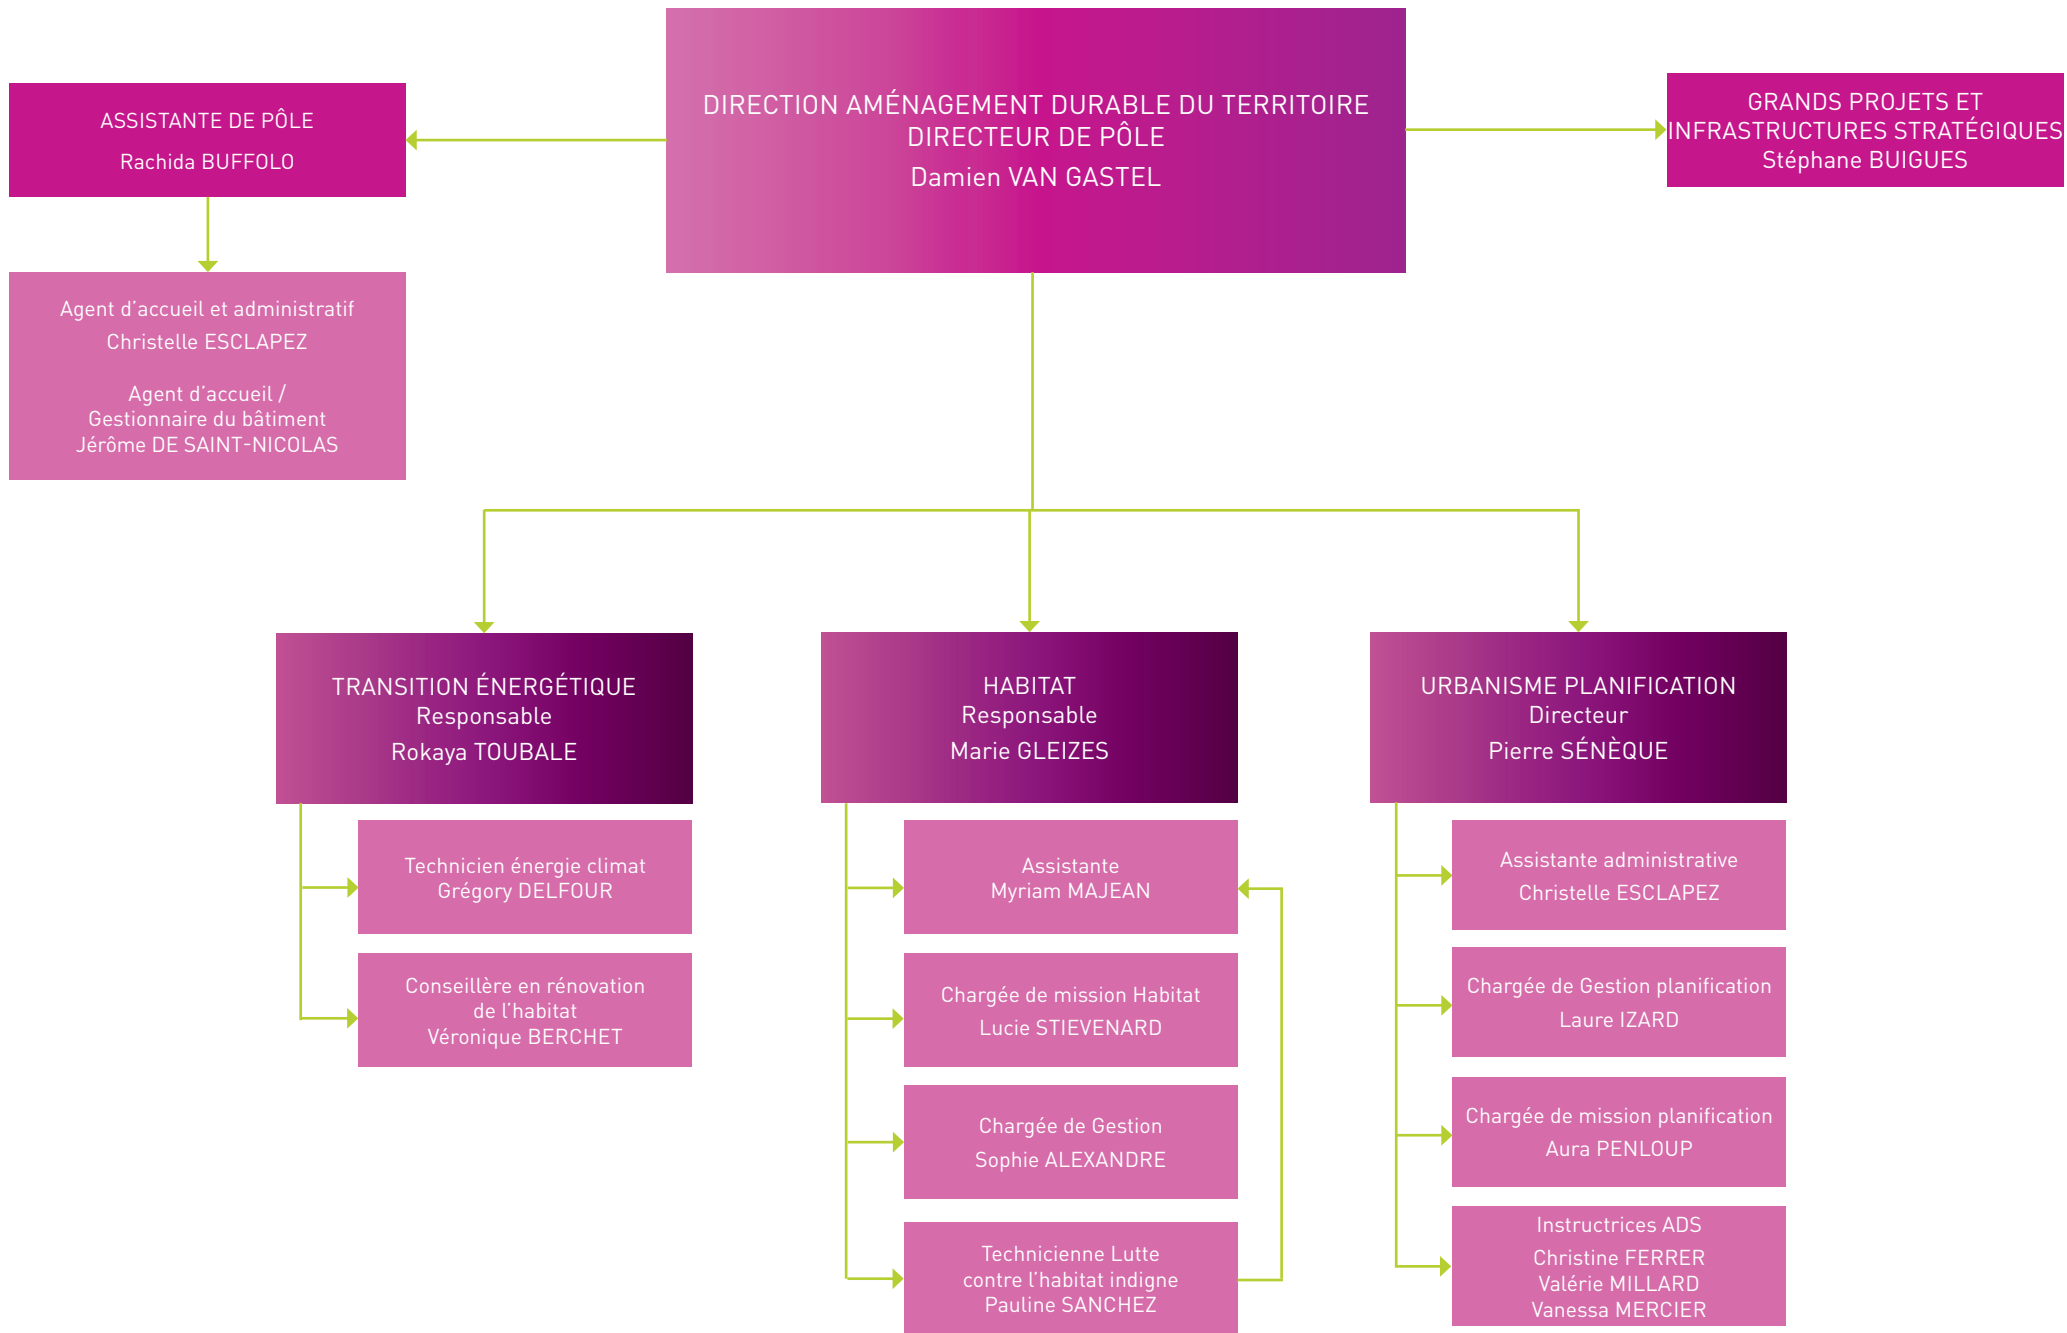 DIRECTION AMÉNAGEMENT DURABLE DU TERRITOIRE
DIRECTEUR DE PÔLE
Damien VAN GASTEL
ASSISTANTE DE PÔLE
Rachida BUFFOLO
GRANDS PROJETS ET
INFRASTRUCTURES STRATÉGIQUES
Stéphane BUIGUES
Agent d’accueil et administratif
Christelle ESCLAPEZ
Agent d’accueil /
Gestionnaire du bâtiment
Jérôme DE SAINT-NICOLAS
TRANSITION ÉNERGÉTIQUE
Responsable
Rokaya TOUBALE
Technicien énergie climat
Grégory DELFOUR
Conseillère en rénovation
de l’habitat
Véronique BERCHET
HABITAT
Responsable
Marie GLEIZES
Assistante
Myriam MAJEAN
Chargée de mission Habitat
Lucie STIEVENARD
Chargée de Gestion
Sophie ALEXANDRE
Technicienne Lutte
contre l’habitat indigne
Pauline SANCHEZ
URBANISME PLANIFICATION
Directeur
Pierre SÉNÈQUE
Assistante administrative
Christelle ESCLAPEZ
Chargée de Gestion planification
Laure IZARD
Chargée de mission planification
Aura PENLOUP
Instructrices ADS
Christine FERRER
Valérie MILLARD
Vanessa MERCIER